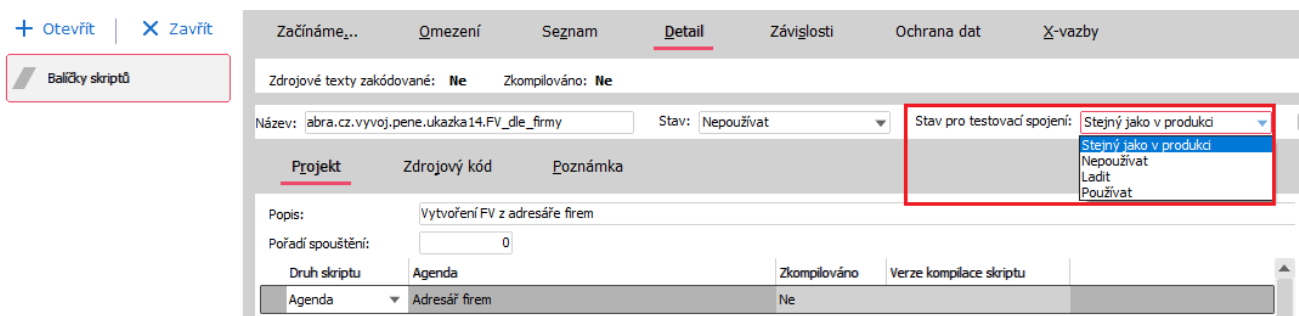 Otevřít Zavřít
Balíčky skriptů
Začínáme... Omezení Seznam Detail Závislosti Ochrana dat X-vazby
Zdrojové texty zakódované: Ne Zkompilováno: Ne
Název: abra.cz.vyvoj.pene.ukazka14.FV_dle_firmy Stav: Nepoužívat Stav pro testovací spojení: Stejný jako v produkci
Stejný jako v produkci
Nepoužívat
Ladit
Používat
Projekt Zdrojový kód Poznámka
Popis: Vytvoření FV z adresáře firem
Pořadí spouštění: 0
Druh skriptu Agenda Zkompilováno Verze kompilace skriptu
Agenda Adresář firem Ne